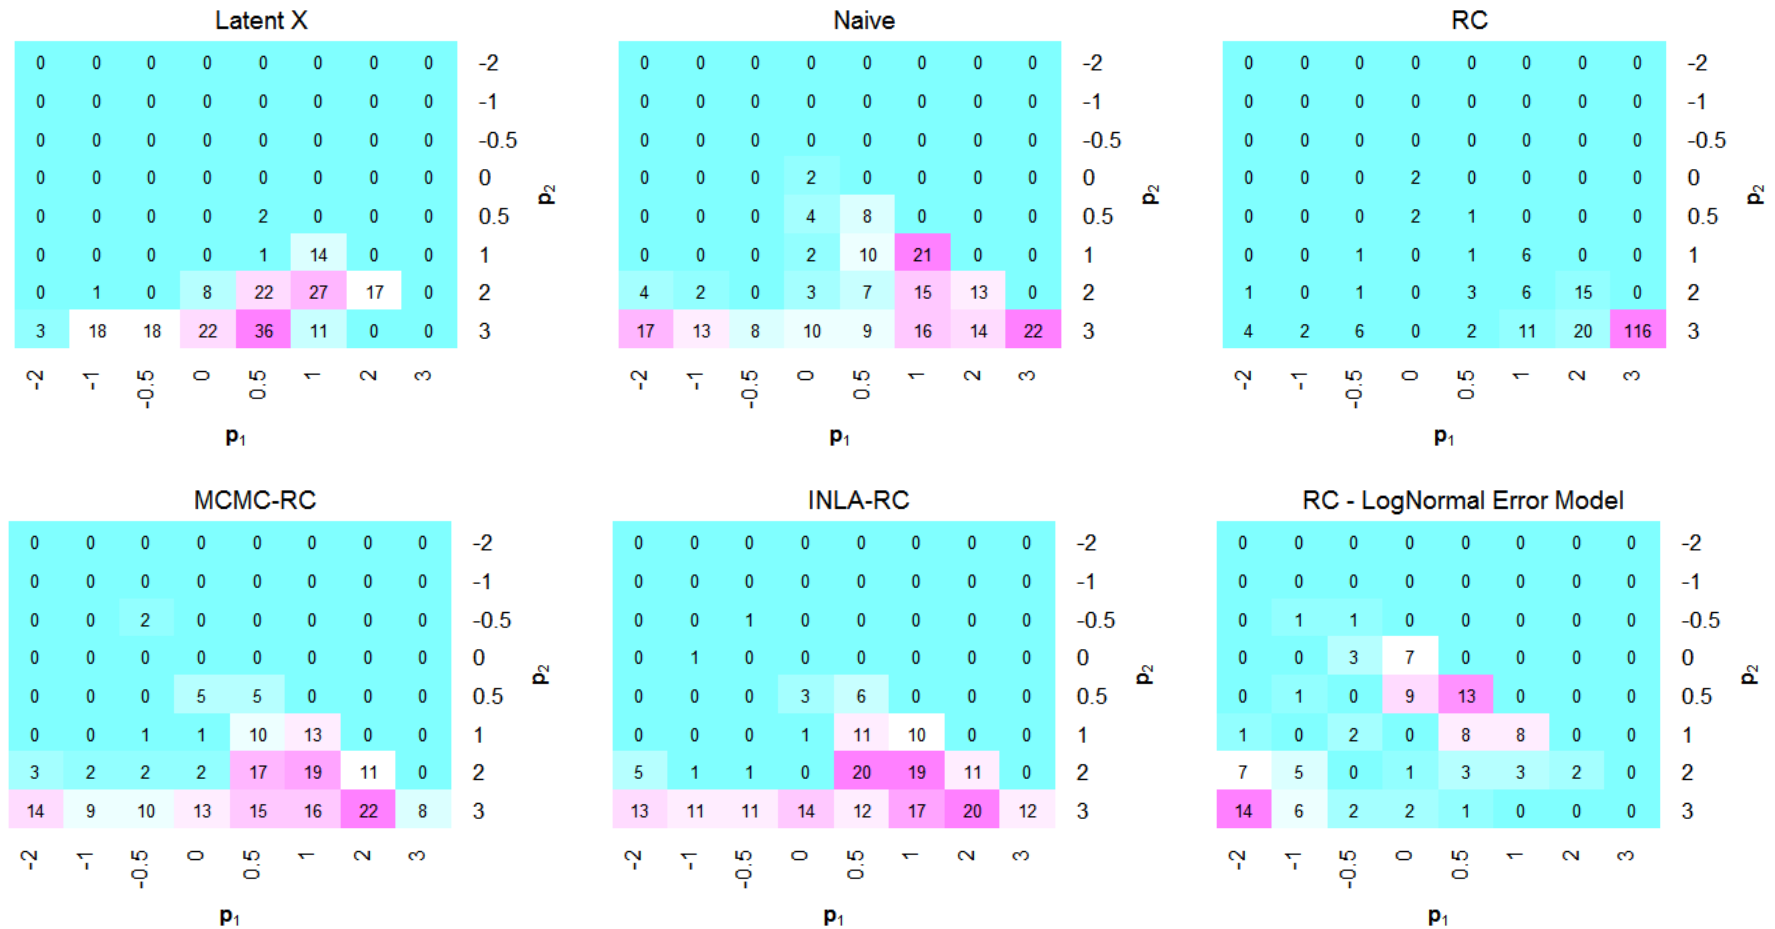 Latent X
0 0 0 0 0 0 0 0 -2
0 0 0 0 0 0 0 0 -1
0 0 0 0 0 0 0 0 -0.5
0 0 0 0 0 0 0 0 0
0 0 0 0 2 0 0 0 0.5
0 0 0 0 1 14 0 0 1
0 1 0 8 22 27 17 0 2
3 18 18 22 36 11 0 0 3
-2 -1 -0.5 0 0.5 1 2 3
p1
p2
Naive
0 0 0 0 0 0 0 0 -2
0 0 0 0 0 0 0 0 -1
0 0 0 0 0 0 0 0 -0.5
0 0 0 2 0 0 0 0 0
0 0 0 4 8 0 0 0 0.5
0 0 0 2 10 21 0 0 1
4 2 0 3 7 15 13 0 2
17 13 8 10 9 16 14 22 3
-2 -1 -0.5 0 0.5 1 2 3
p1
p2
RC
0 0 0 0 0 0 0 0 -2
0 0 0 0 0 0 0 0 -1
0 0 0 0 0 0 0 0 -0.5
0 0 0 2 0 0 0 0 0
0 0 0 2 1 0 0 0 0.5
0 0 1 0 1 6 0 0 1
1 0 1 0 3 6 15 0 2
4 2 6 0 2 11 20 116 3
-2 -1 -0.5 0 0.5 1 2 3
p1
p2
MCMC-RC
0 0 0 0 0 0 0 0 -2
0 0 0 0 0 0 0 0 -1
0 0 2 0 0 0 0 0 -0.5
0 0 0 0 0 0 0 0 0
0 0 0 5 5 0 0 0 0.5
0 0 1 1 10 13 0 0 1
3 2 2 2 17 19 11 0 2
14 9 10 13 15 16 22 8 3
-2 -1 -0.5 0 0.5 1 2 3
p1
p2
INLA-RC
0 0 0 0 0 0 0 0 -2
0 0 0 0 0 0 0 0 -1
0 0 1 0 0 0 0 0 -0.5
0 1 0 0 0 0 0 0 0
0 0 0 3 6 0 0 0 0.5
0 0 0 1 11 10 0 0 1
5 1 1 0 20 19 11 0 2
13 11 11 14 12 17 20 12 3
-2 -1 -0.5 0 0.5 1 2 3
p1
p2
RC - LogNormal Error Model
0 0 0 0 0 0 0 0 -2
0 0 0 0 0 0 0 0 -1
0 1 1 0 0 0 0 0 -0.5
0 0 3 7 0 0 0 0 0
0 1 0 9 13 0 0 0 0.5
1 0 2 0 8 8 0 0 1
7 5 0 1 3 3 2 0 2
14 6 2 2 1 0 0 0 3
-2 -1 -0.5 0 0.5 1 2 3
p1
p2